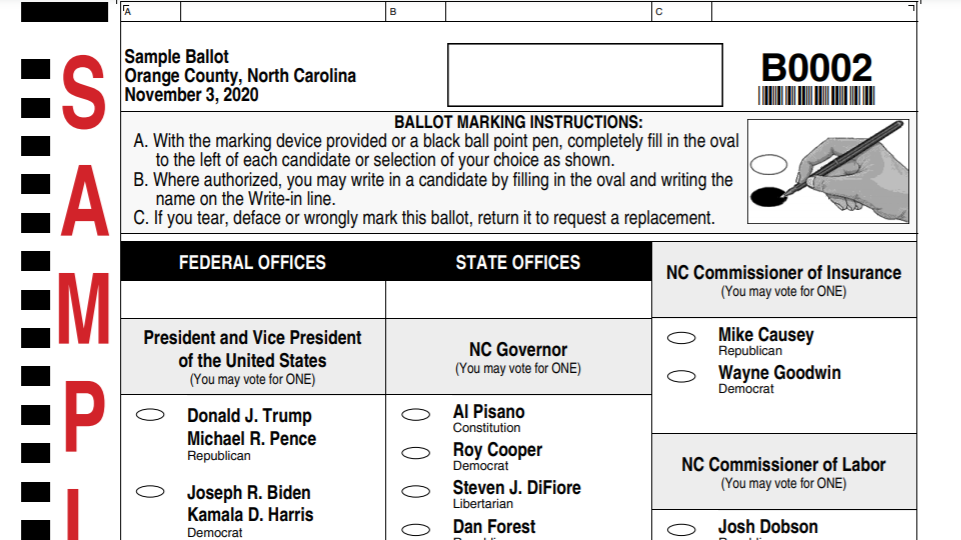 A
B
C
Sample Ballot
Orange County, North Carolina
November 3, 2020
B0002
BALLOT MARKING INSTRUCTIONS:
A. With the marking device provided or a black ball point pen, completely fill in the oval
to the left of each candidate or selection of your choice as shown.
B. Where authorized, you may write in a candidate by filling in the oval and writing the
name on the Write-in line.
C. If you tear, deface or wrongly mark this ballot, return it to request a replacement.
SAMPL
FEDERAL OFFICES
President and Vice President
of the United States
(You may vote for ONE)
Donald J. Trump
Michael R. Pence
Republican
Joseph R. Biden
Kamala D. Harris
Democrat
STATE OFFICES
NC Governor
(You may vote for ONE)
Al Pisano
Constitution
Roy Cooper
Democrat
Steven J. DiFiore
Libertarian
Dan Forest
NC Commissioner of Insurance
(You may vote for ONE)
Mike Causey
Republican
Wayne Goodwin
Democrat
NC Commissioner of Labor
(You may vote for ONE)
Josh Dobson